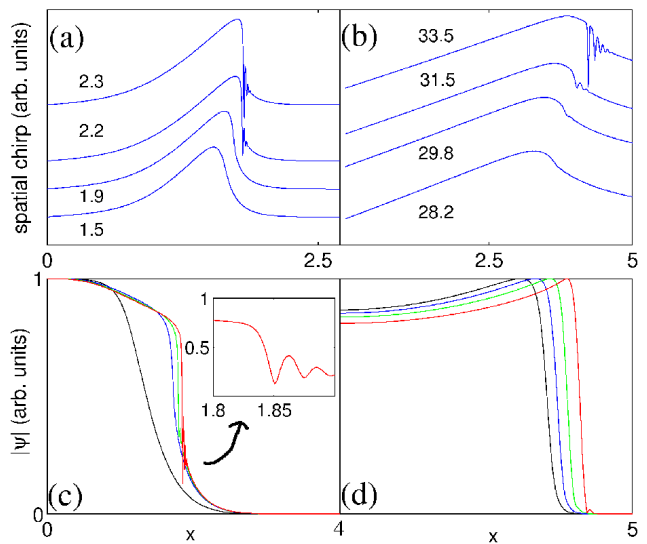 (a)
(b)
spatial chirp (arb. units)
2.3
2.2
1.9
1.5
33.5
31.5
29.8
28.2
0
2.5
2.5
5
|ψ| (arb. units)
1
0
(c)
(d)
1
0.5
1.8
1.85
0
4
5
x
x